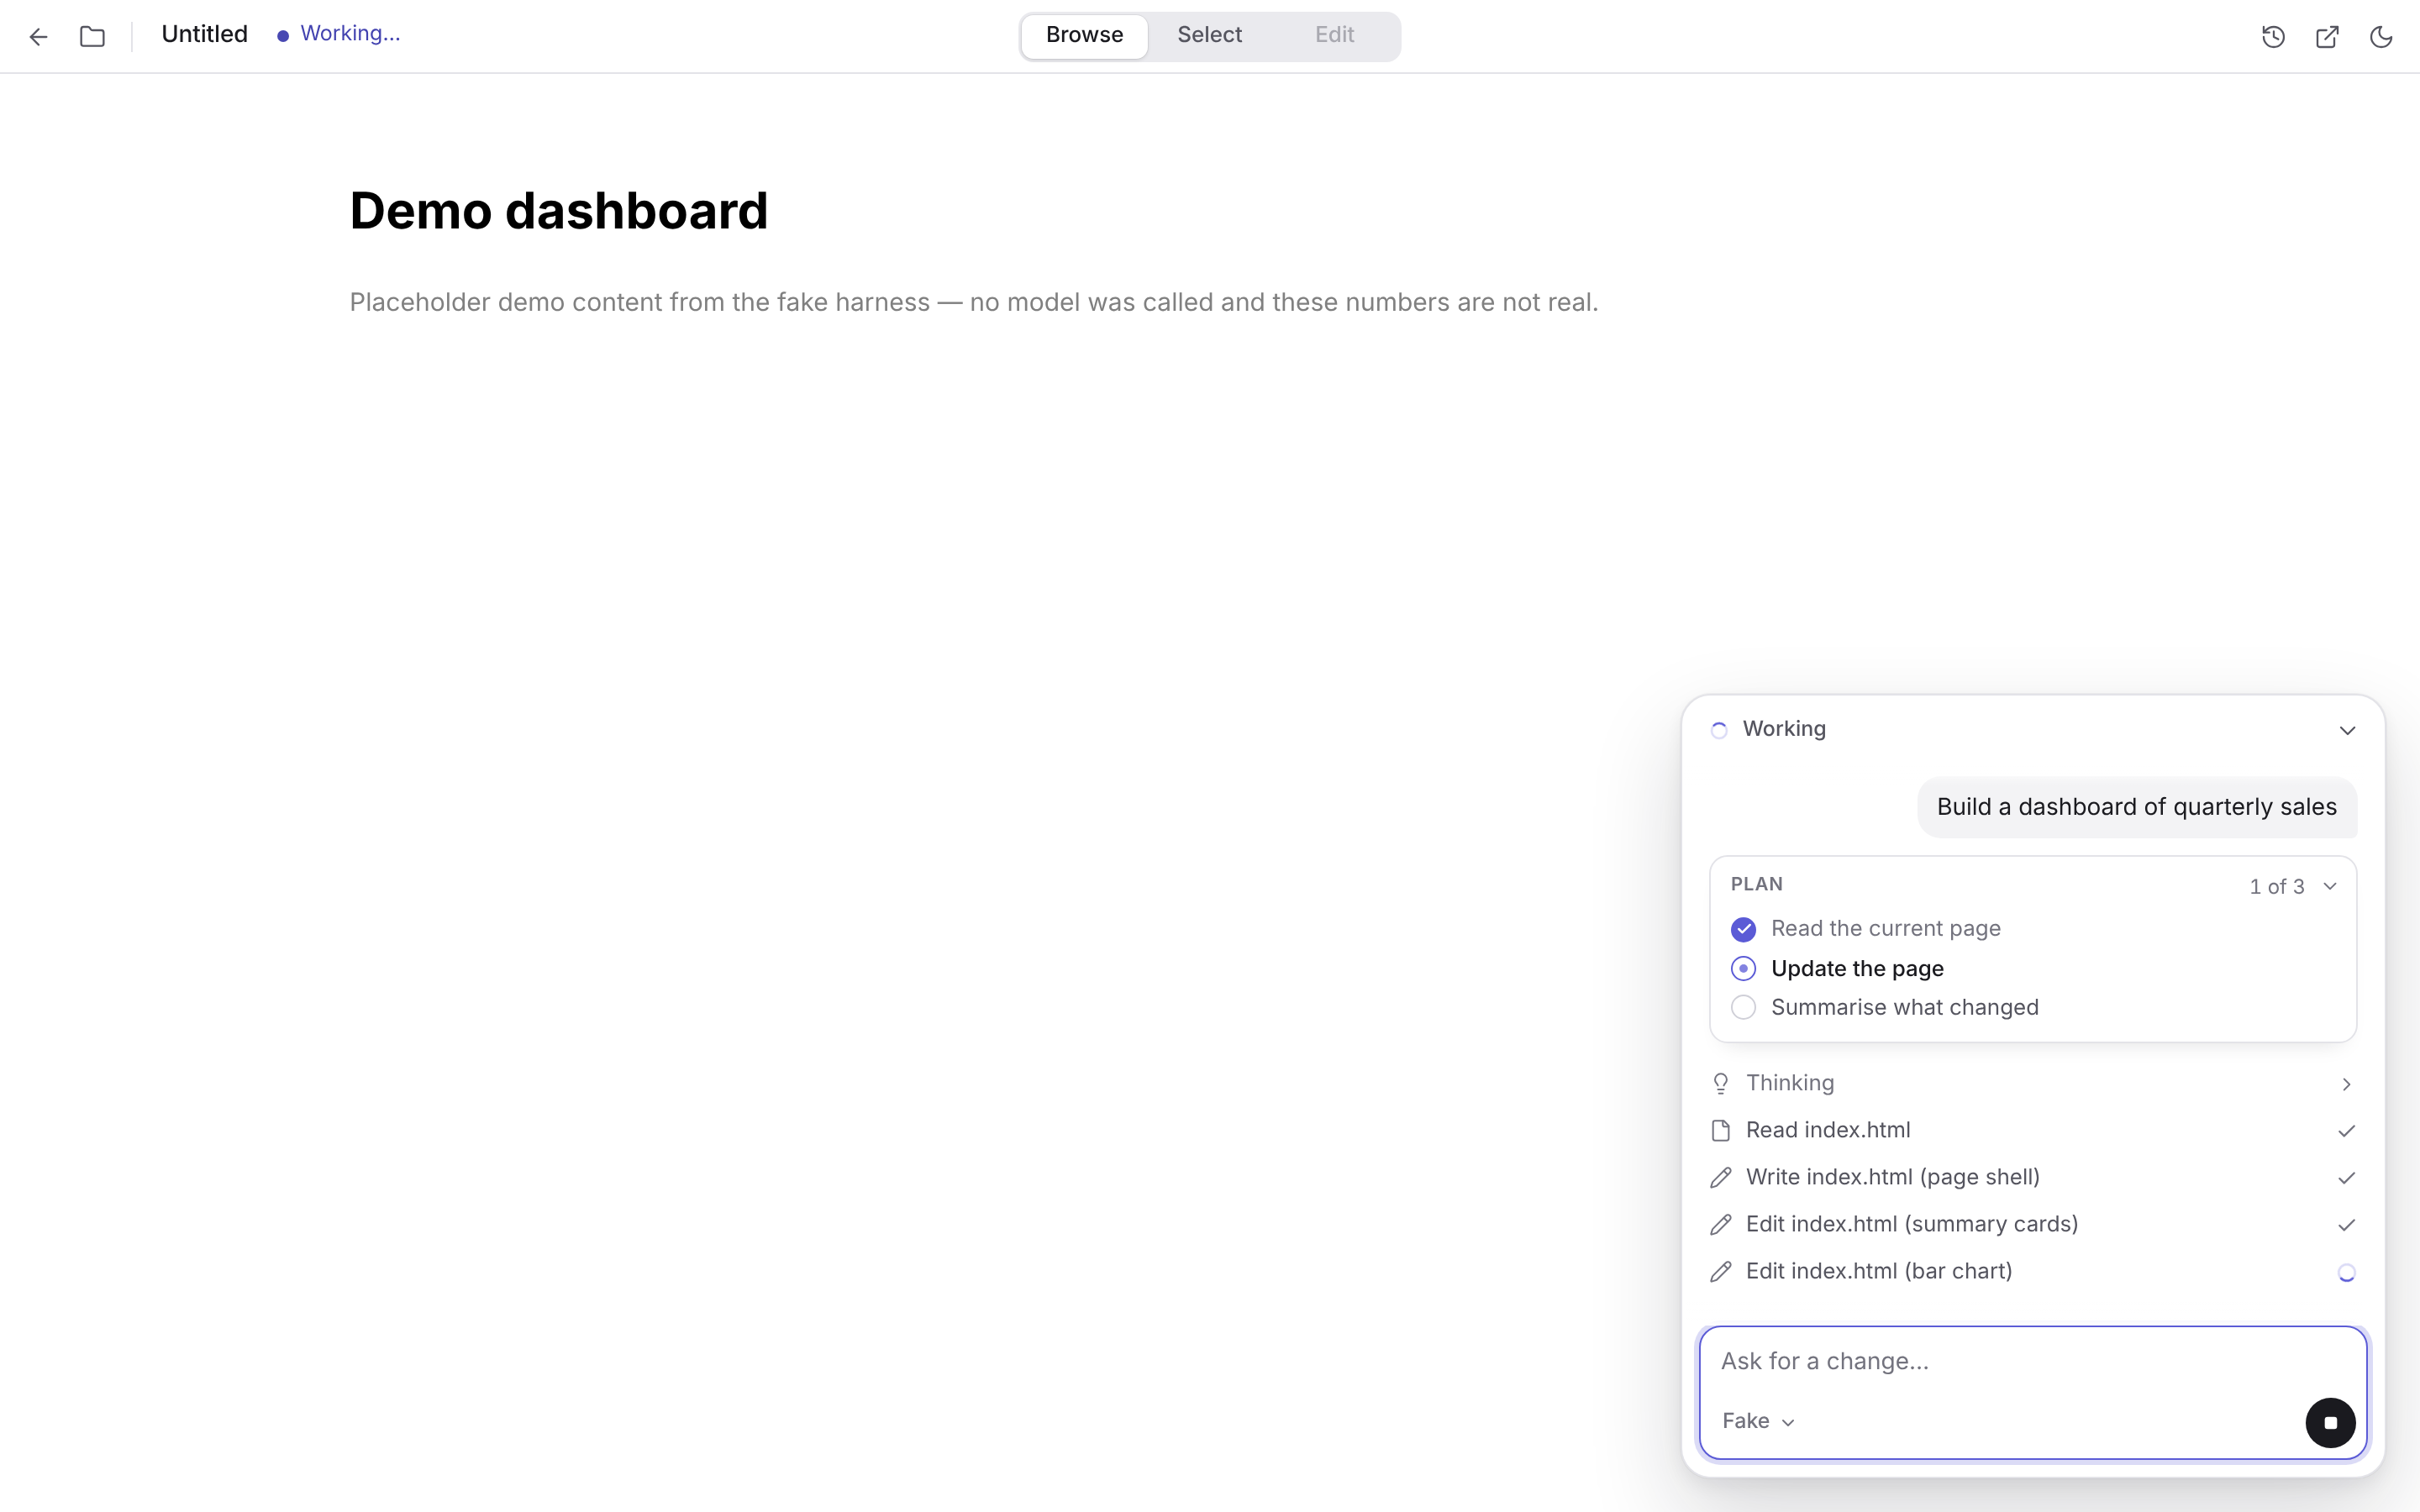 Untitled
Working...
Browse
Select
Edit
Demo dashboard
Placeholder demo content from the fake harness — no model was called and these numbers are not real.
Working
Build a dashboard of quarterly sales
PLAN
1 of 3
Read the current page
Update the page
Summarise what changed
Thinking
Read index.html
Write index.html (page shell)
Edit index.html (summary cards)
Edit index.html (bar chart)
Ask for a change...
Fake